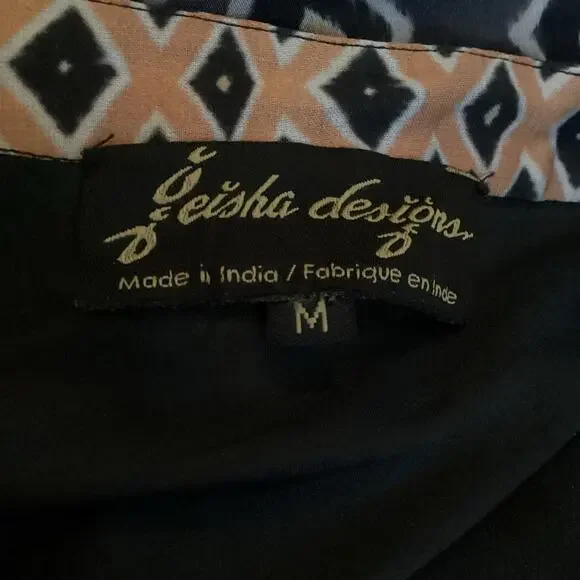 geisha designs
Made in India / Fabrique en Inde
M